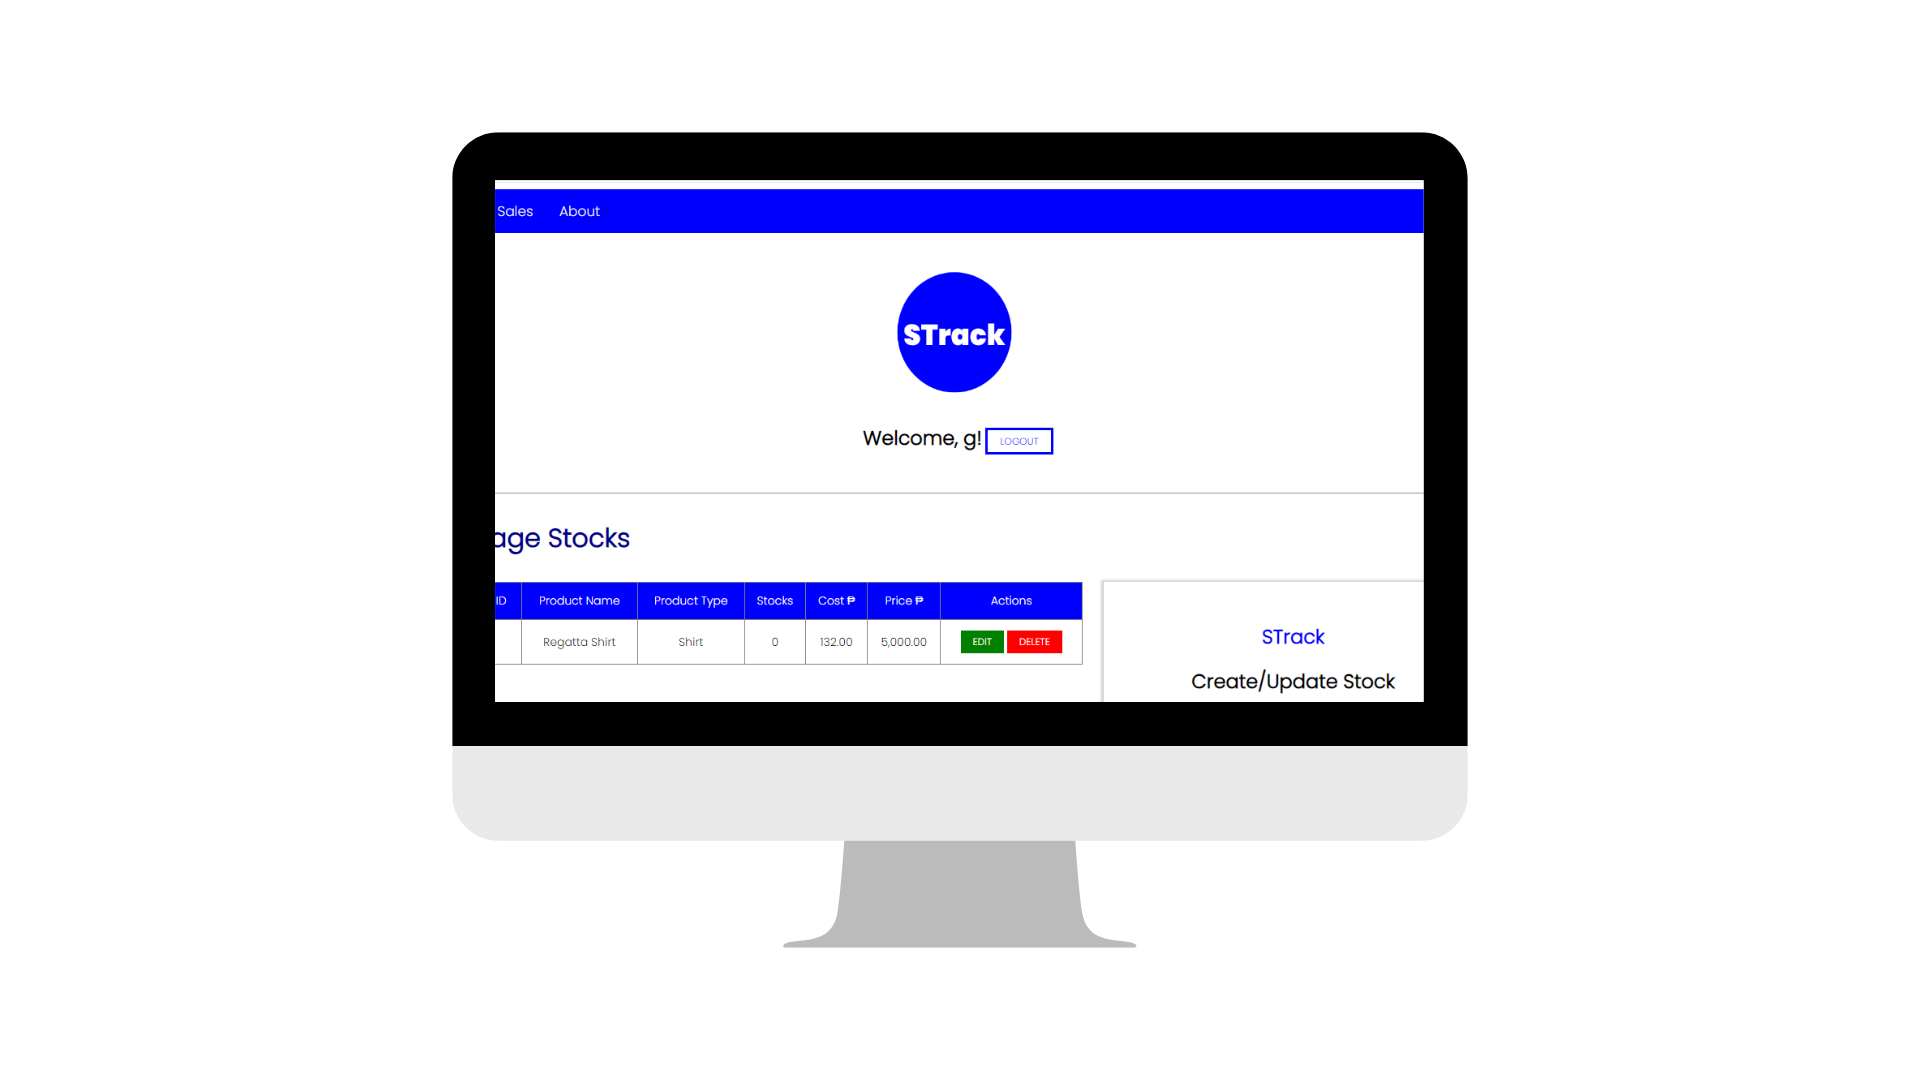 Sales About
STrack
Welcome, g! LOGOUT
age Stocks
ID Product Name Product Type Stocks Cost ₱ Price ₱ Actions
Regatta Shirt Shirt 0 132.00 5,000.00 EDIT DELETE
STrack
Create/Update Stock